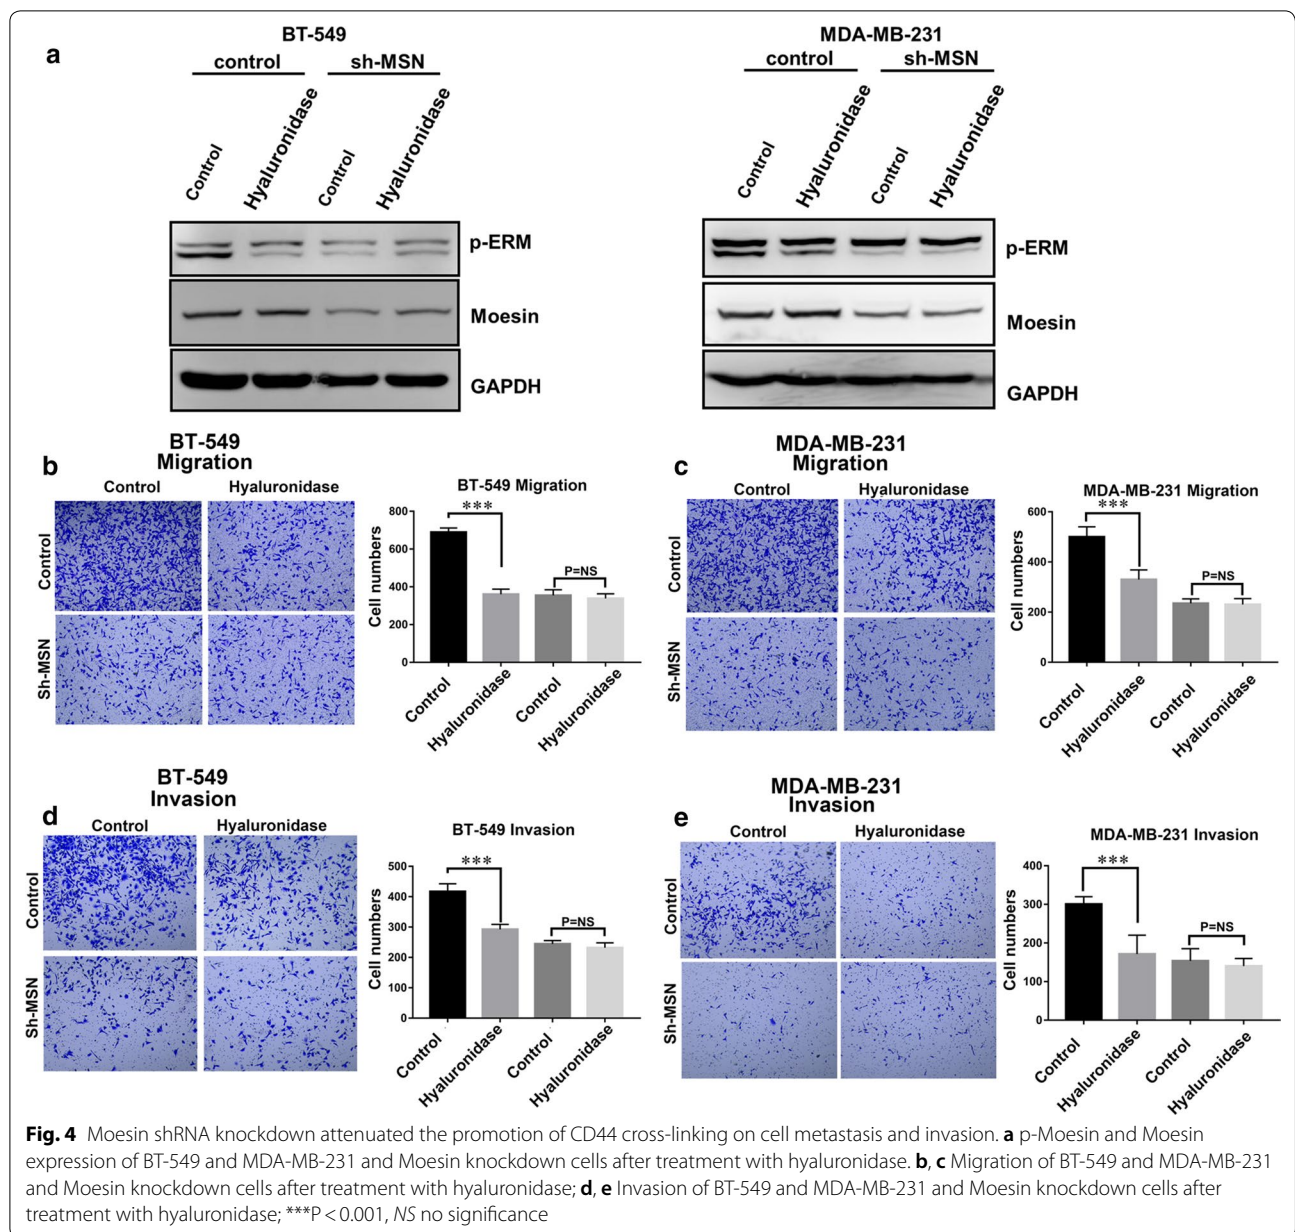 a
BT-549
control sh-MSN
Control Hyaluronidase Control Hyaluronidase
p-ERM
Moesin
GAPDH
MDA-MB-231
control sh-MSN
Control Hyaluronidase Control Hyaluronidase
p-ERM
Moesin
GAPDH
b
BT-549
Migration
Control Hyaluronidase
Control
Sh-MSN
BT-549 Migration
Cell numbers
800
600
400
200
0
***
P=NS
Control Hyaluronidase Control Hyaluronidase
c
MDA-MB-231
Migration
Control Hyaluronidase
Control
Sh-MSN
MDA-MB-231 Migration
Cell numbers
600
400
200
0
***
P=NS
Control Hyaluronidase Control Hyaluronidase
d
BT-549
Invasion
Control Hyaluronidase
Control
Sh-MSN
BT-549 Invasion
Cell numbers
500
400
300
200
100
0
***
P=NS
Control Hyaluronidase Control Hyaluronidase
e
MDA-MB-231
Invasion
Control Hyaluronidase
Control
Sh-MSN
MDA-MB-231 Invasion
Cell numbers
400
300
200
100
0
***
P=NS
Control Hyaluronidase Control Hyaluronidase
Fig. 4 Moesin shRNA knockdown attenuated the promotion of CD44 cross-linking on cell metastasis and invasion. a p-Moesin and Moesin
expression of BT-549 and MDA-MB-231 and Moesin knockdown cells after treatment with hyaluronidase. b, c Migration of BT-549 and MDA-MB-231
and Moesin knockdown cells after treatment with hyaluronidase; d, e Invasion of BT-549 and MDA-MB-231 and Moesin knockdown cells after
treatment with hyaluronidase; ***P < 0.001, NS no significance